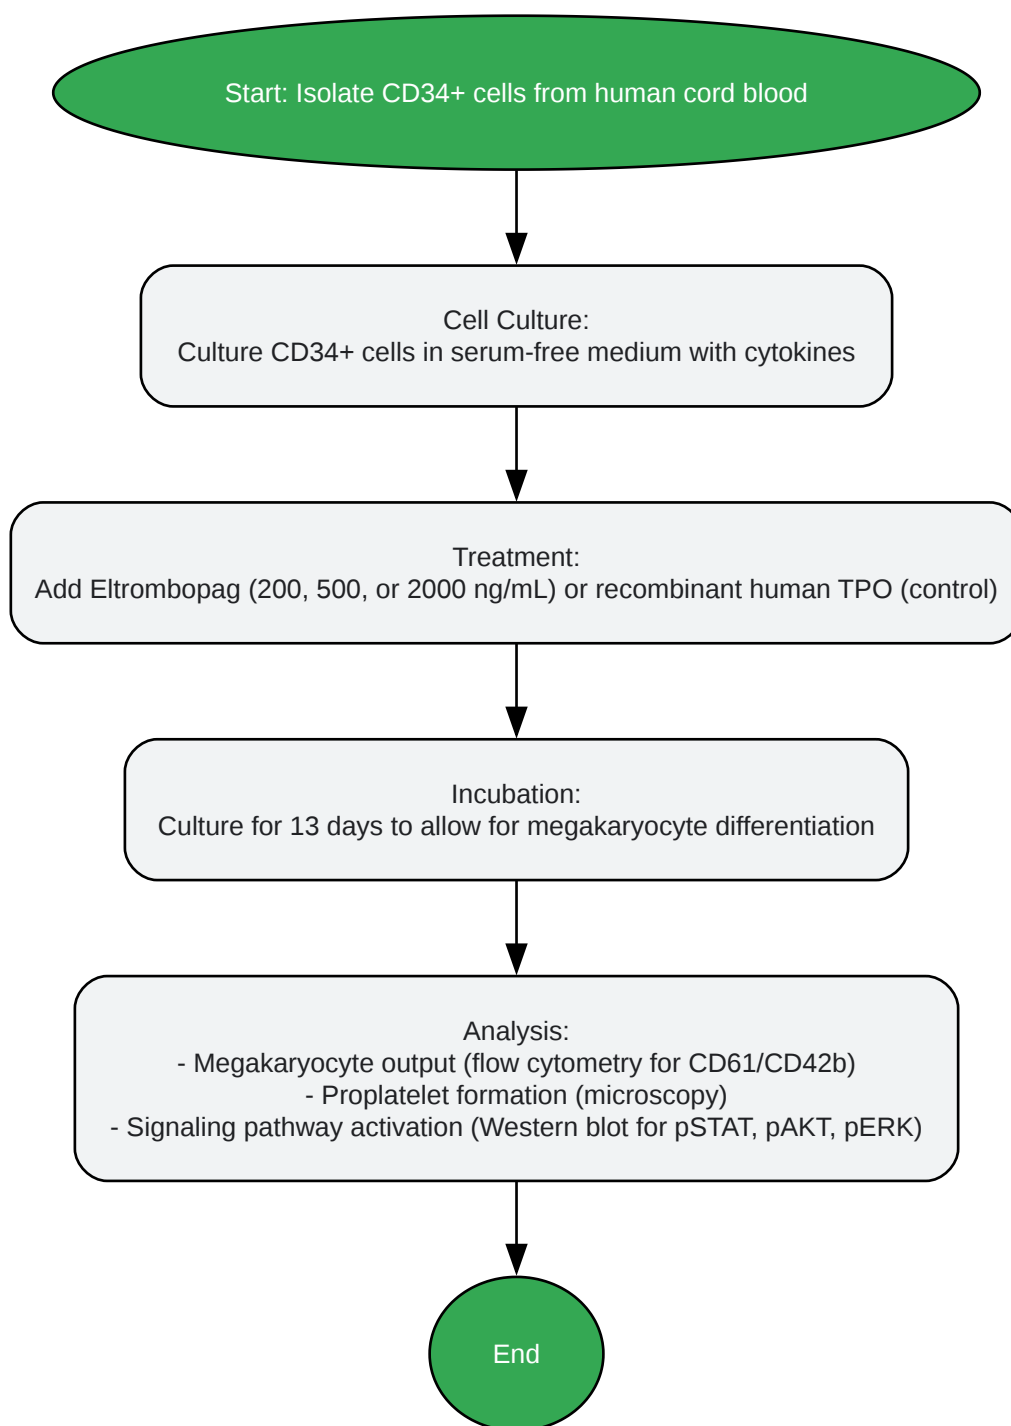 Start: Isolate CD34+ cells from human cord blood
Cell Culture:
Culture CD34+ cells in serum-free medium with cytokines
Treatment:
Add Eltrombopag (200, 500, or 2000 ng/mL) or recombinant human TPO (control)
Incubation:
Culture for 13 days to allow for megakaryocyte differentiation
Analysis:
- Megakaryocyte output (flow cytometry for CD61/CD42b)
- Proplatelet formation (microscopy)
- Signaling pathway activation (Western blot for pSTAT, pAKT, pERK)
End